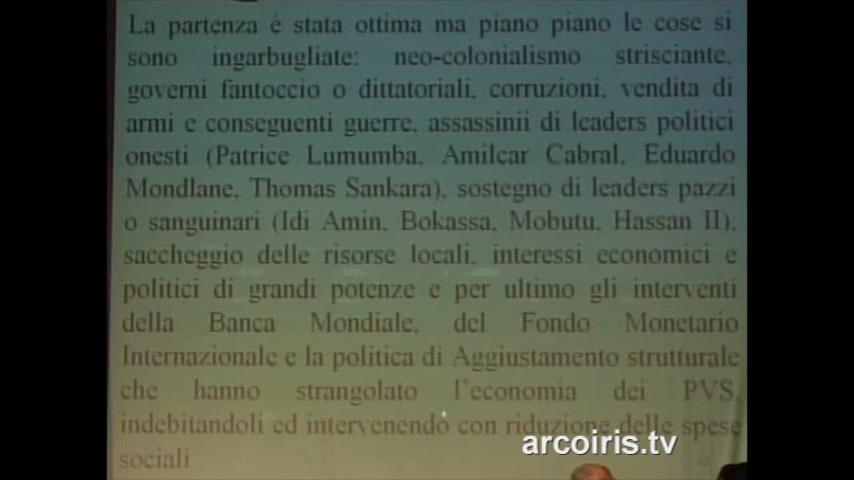 La partenza è stata ottima ma piano piano le cose si
sono ingarbugliate: neo-colonialismo strisciante,
governi fantoccio o dittatoriali, corruzioni, vendita di
armi e conseguenti guerre, assassinii di leaders politici
onesti (Patrice Lumumba, Amilcar Cabral, Eduardo
Mondlane, Thomas Sankara), sostegno di leaders pazzi
o sanguinari (Idi Amin, Bokassa, Mobutu, Hassan II),
saccheggio delle risorse locali, interessi economici e
politici di grandi potenze e per ultimo gli interventi
della Banca Mondiale, del Fondo Monetario
Internazionale e la politica di Aggiustamento strutturale
che hanno strangolato l'economia dei PVS,
indebitandoli ed intervenendo con riduzione delle spese
sociali
arcoiris.tv